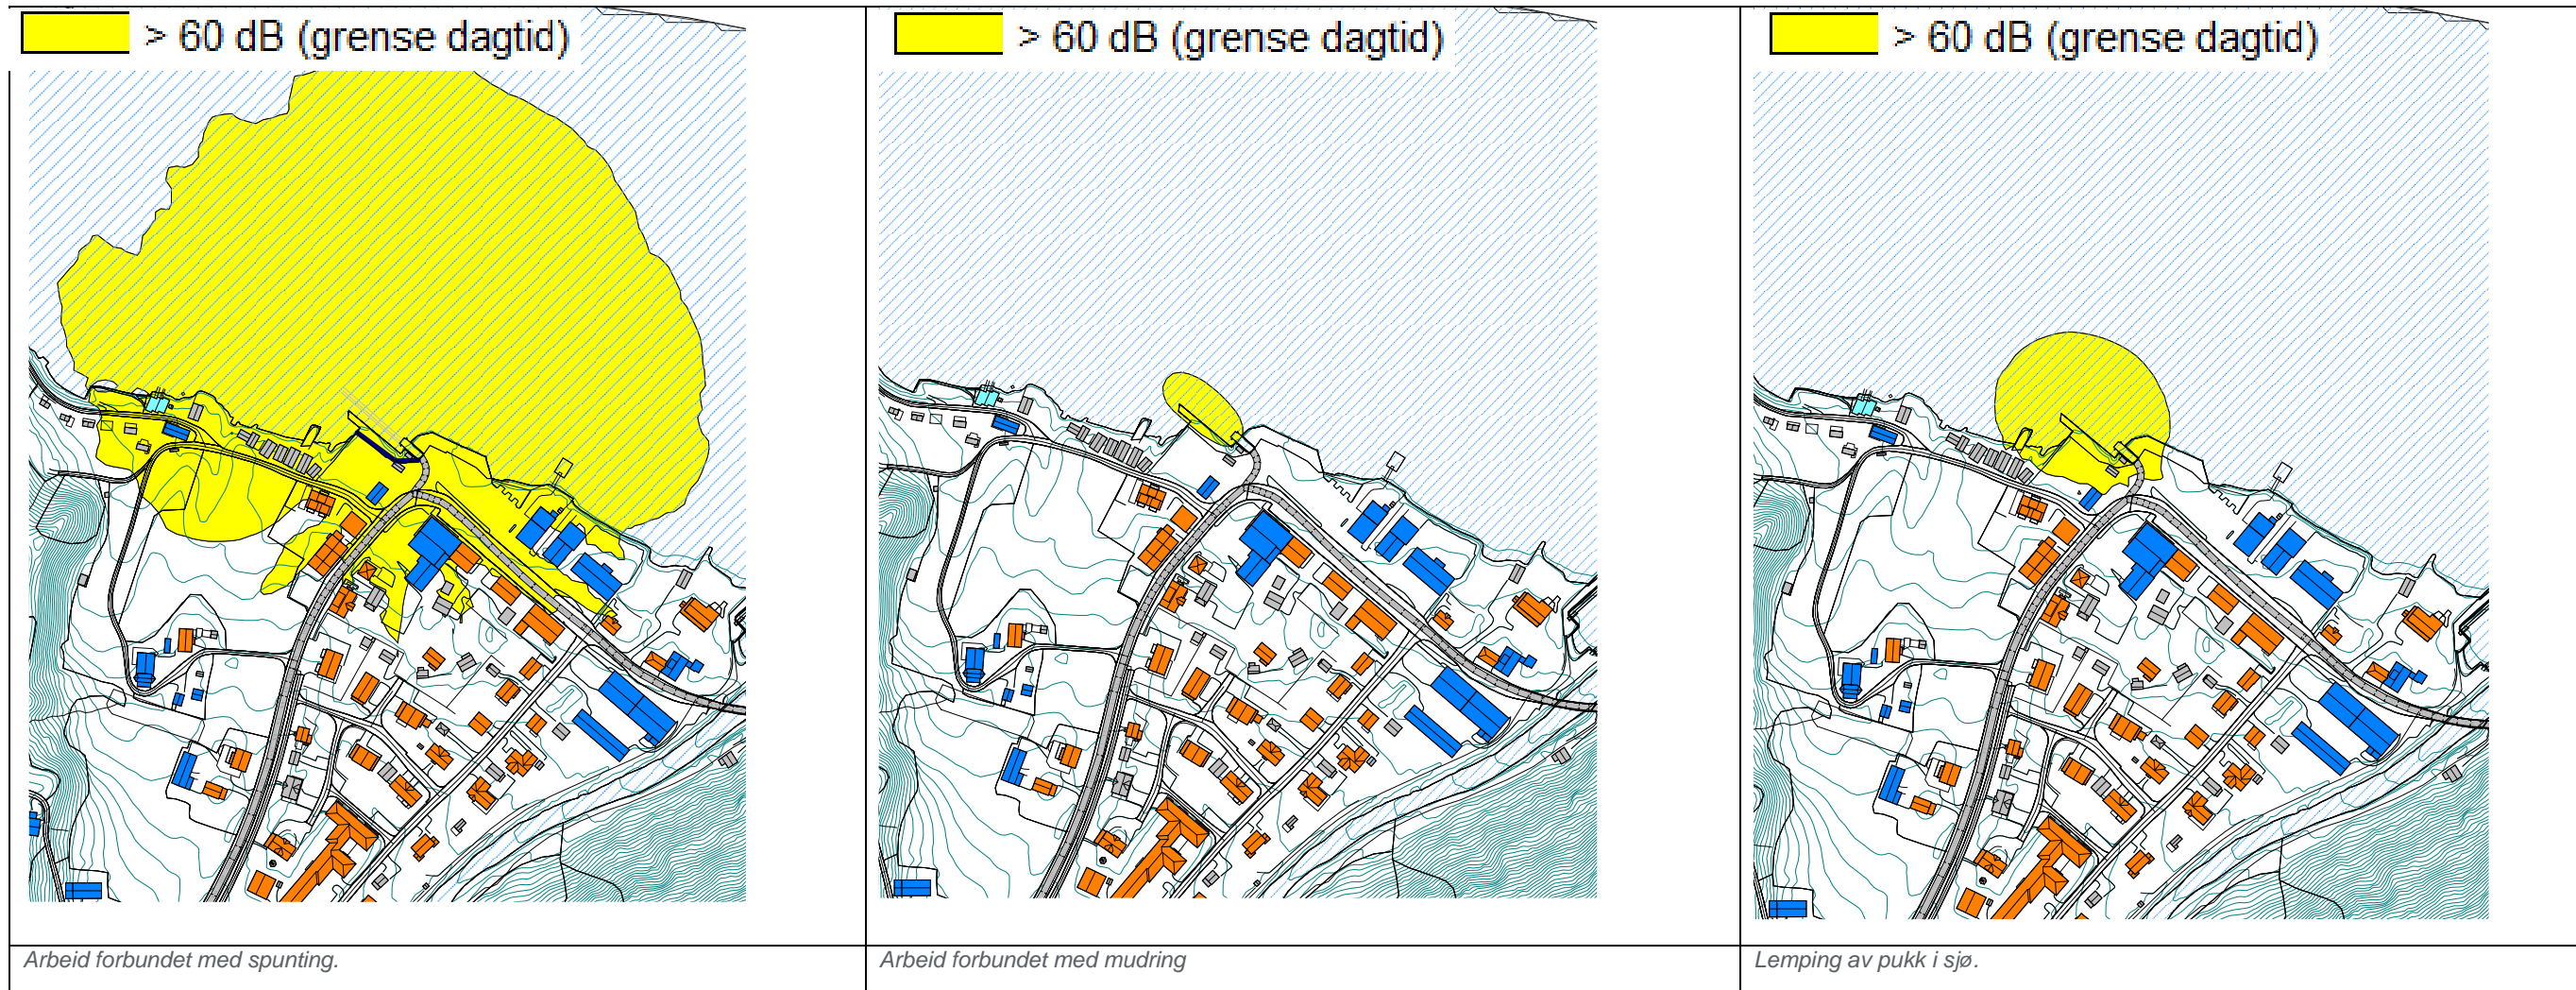 > 60 dB (grense dagtid)
> 60 dB (grense dagtid)
> 60 dB (grense dagtid)
Arbeid forbundet med spunting.
Arbeid forbundet med mudring
Lemping av pukk i sjø.